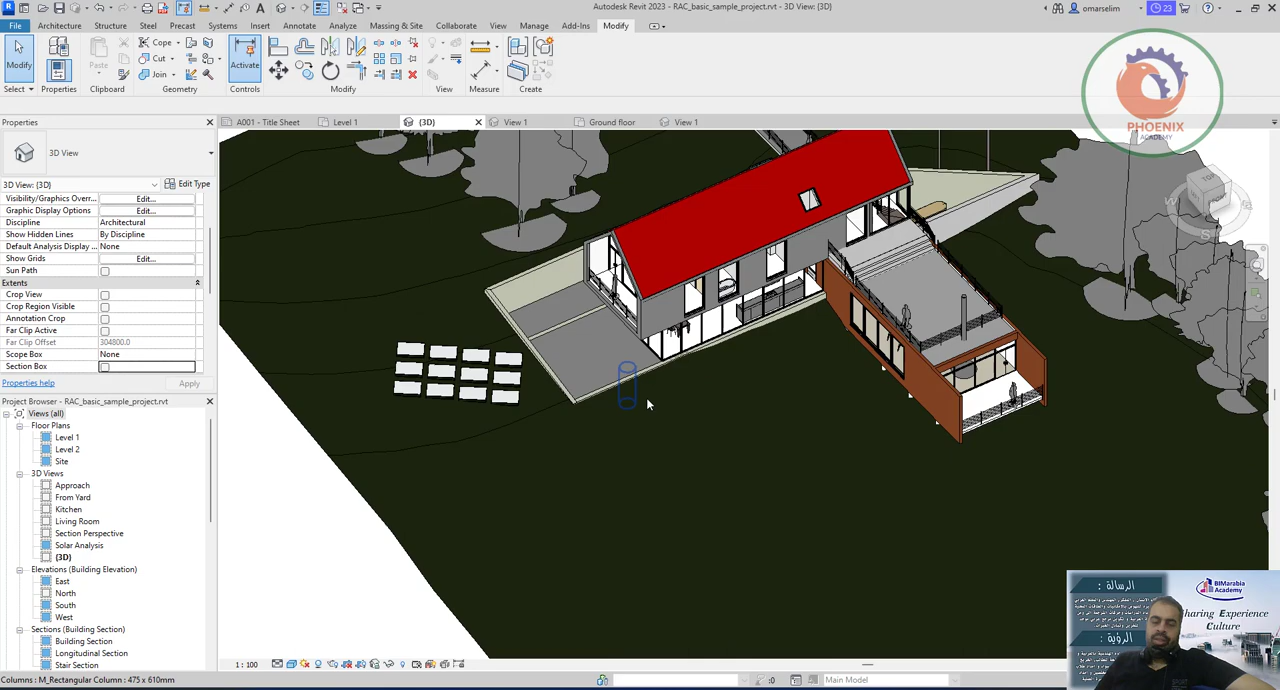 Autodesk Revit 2023 - RAC_basic_sample_project.rvt - 3D View: {3D}
omarselim
23
File Architecture Structure Steel Precast Systems Insert Annotate Analyze Massing & Site Collaborate View Manage Add-Ins Modify
Modify
Properties
Paste
Cope
Cut
Join
Activate
Select Properties Clipboard Geometry Controls Modify View Measure Create
PHOENIX
ACADEMY
Properties
A001 - Title Sheet
Level 1
{3D}
View 1
Ground floor
View 1
3D View
3D View: {3D}
Edit Type
Visibility/Graphics Overr... Edit...
Graphic Display Options Edit...
Discipline Architectural
Show Hidden Lines By Discipline
Default Analysis Display ... None
Show Grids Edit...
Sun Path
Extents
Crop View
Crop Region Visible
Annotation Crop
Far Clip Active
Far Clip Offset 304800.0
Scope Box None
Section Box
Properties help
Apply
Project Browser - RAC_basic_sample_project.rvt
Views (all)
Floor Plans
Level 1
Level 2
Site
3D Views
Approach
From Yard
Kitchen
Living Room
Section Perspective
Solar Analysis
{3D}
Elevations (Building Elevation)
East
North
South
West
Sections (Building Section)
Building Section
Longitudinal Section
Stair Section
TOP
W
S
1 : 100
Columns : M_Rectangular Column : 475 x 610mm
:0
Main Model
الرسالة :
الرؤية :
BIMarabia
Academy
Sharing Experience
Culture